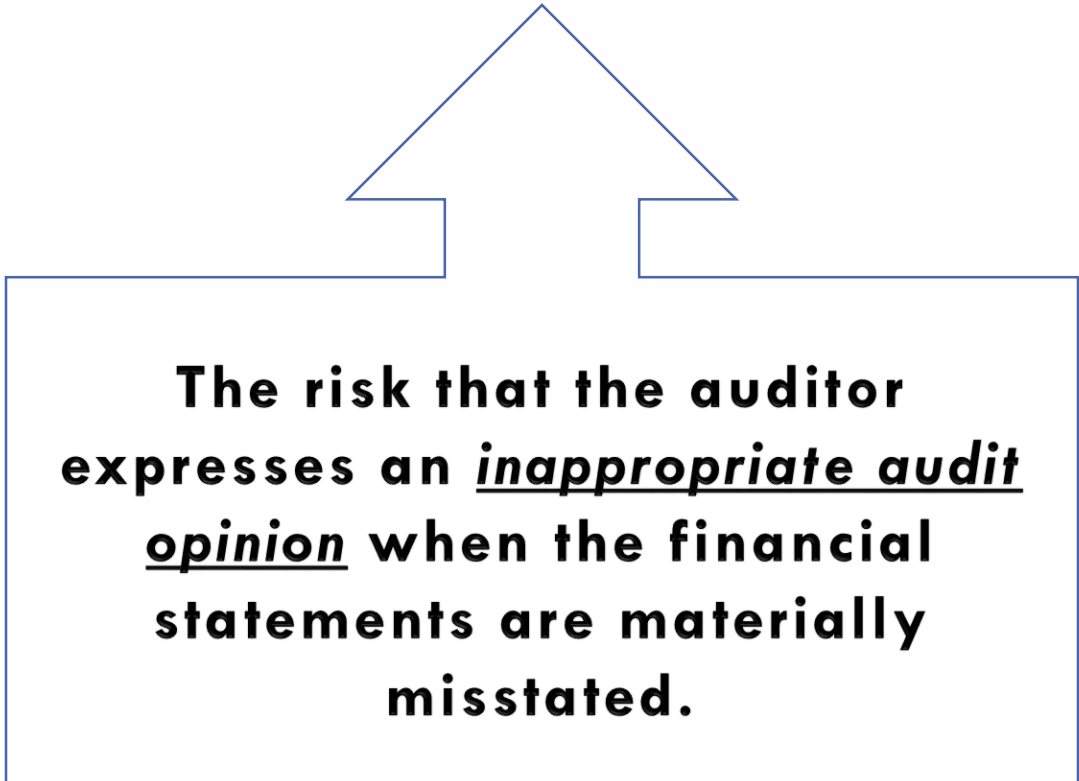 The risk that the auditor
expresses an inappropriate audit
opinion when the financial
statements are materially
misstated.